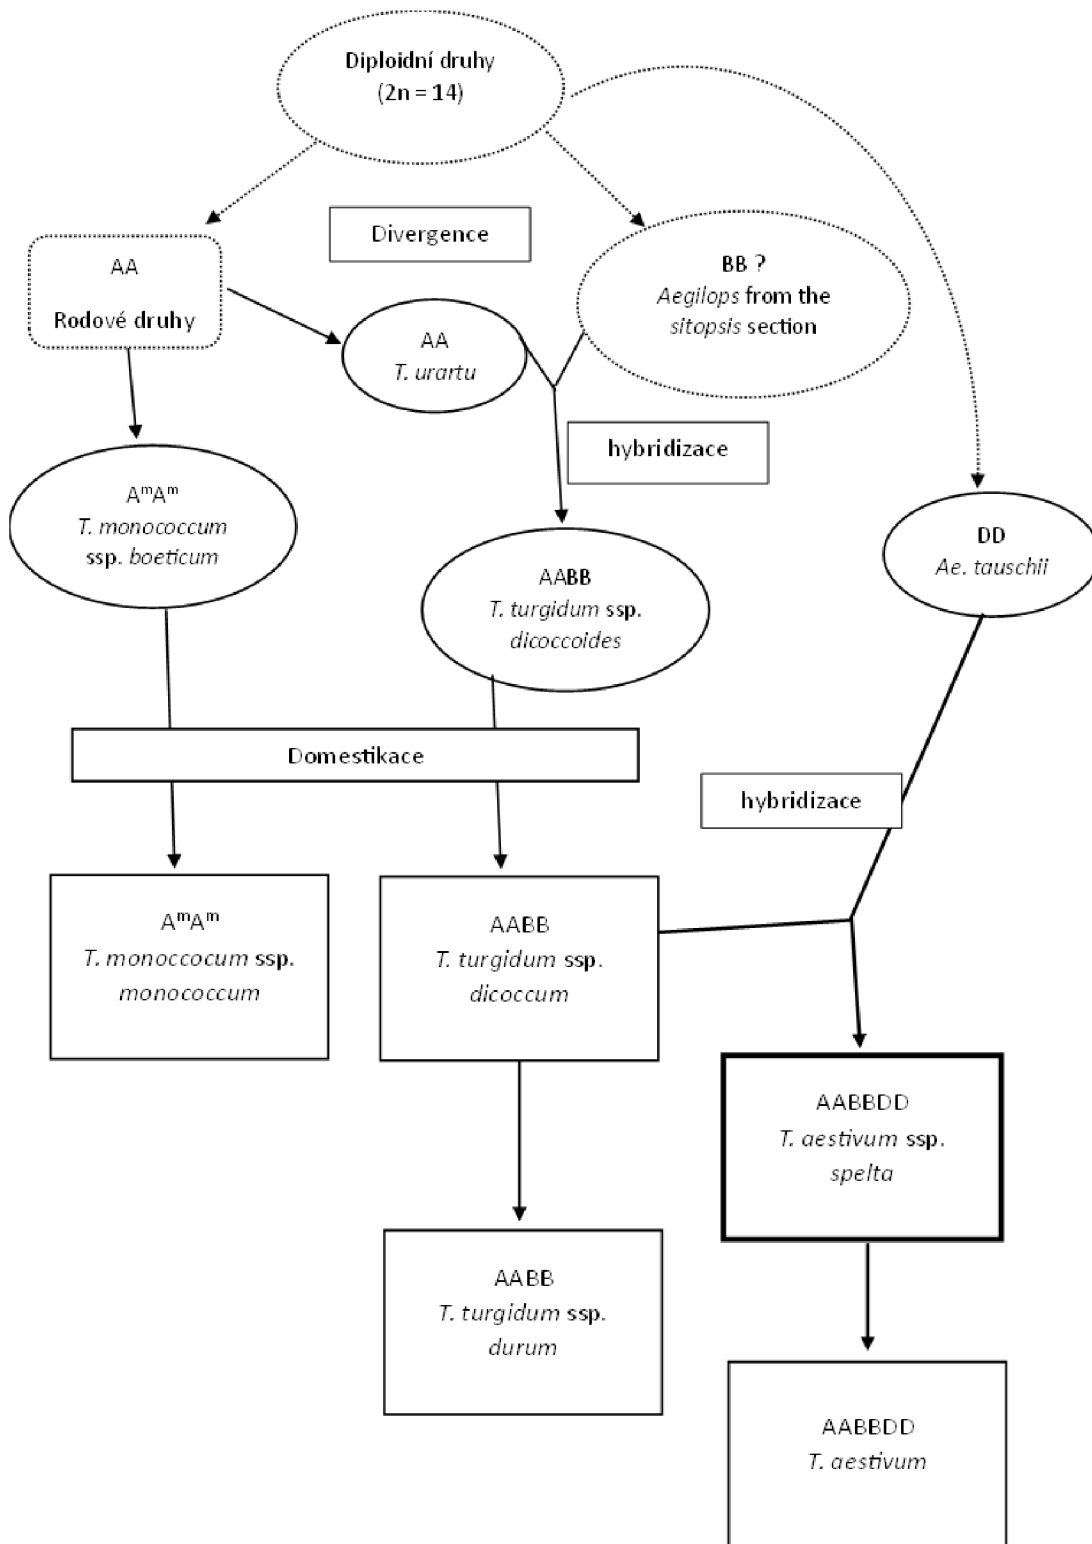 Diploidní druhy
(2n = 14)
Divergence
AA
Rodové druhy
BB ?
Aegilops from the
sitopsis section
AA
T. urartu
hybridizace
AᵐAᵐ
T. monococcum
ssp. boeticum
DD
Ae. tauschii
AABB
T. turgidum ssp.
dicoccoides
Domestikace
hybridizace
AᵐAᵐ
T. monoccocum ssp.
monococcum
AABB
T. turgidum ssp.
dicoccum
AABBDD
T. aestivum ssp.
spelta
AABB
T. turgidum ssp.
durum
AABBDD
T. aestivum